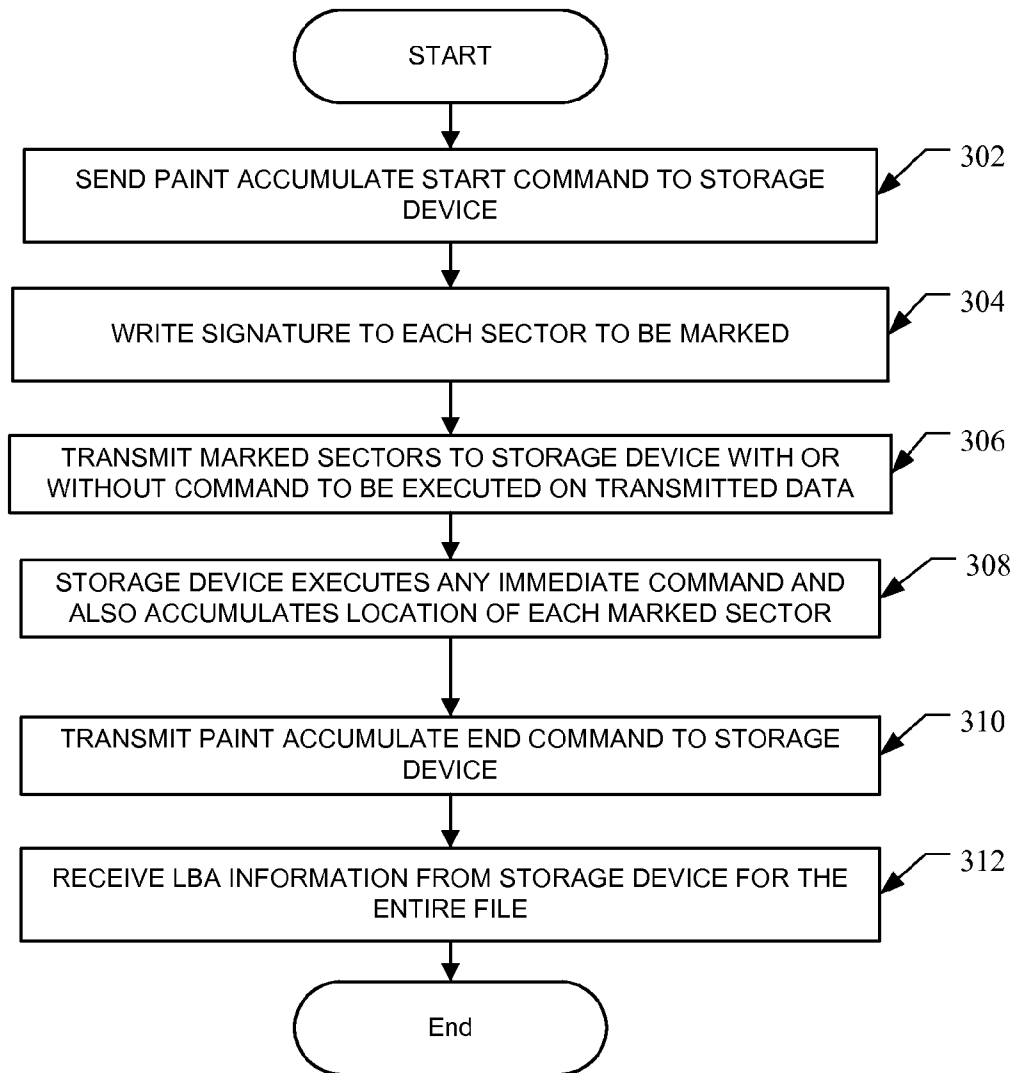 START
SEND PAINT ACCUMULATE START COMMAND TO STORAGE
DEVICE
302
WRITE SIGNATURE TO EACH SECTOR TO BE MARKED
304
TRANSMIT MARKED SECTORS TO STORAGE DEVICE WITH OR
WITHOUT COMMAND TO BE EXECUTED ON TRANSMITTED DATA
306
STORAGE DEVICE EXECUTES ANY IMMEDIATE COMMAND AND
ALSO ACCUMULATES LOCATION OF EACH MARKED SECTOR
308
TRANSMIT PAINT ACCUMULATE END COMMAND TO STORAGE
DEVICE
310
RECEIVE LBA INFORMATION FROM STORAGE DEVICE FOR THE
ENTIRE FILE
312
End